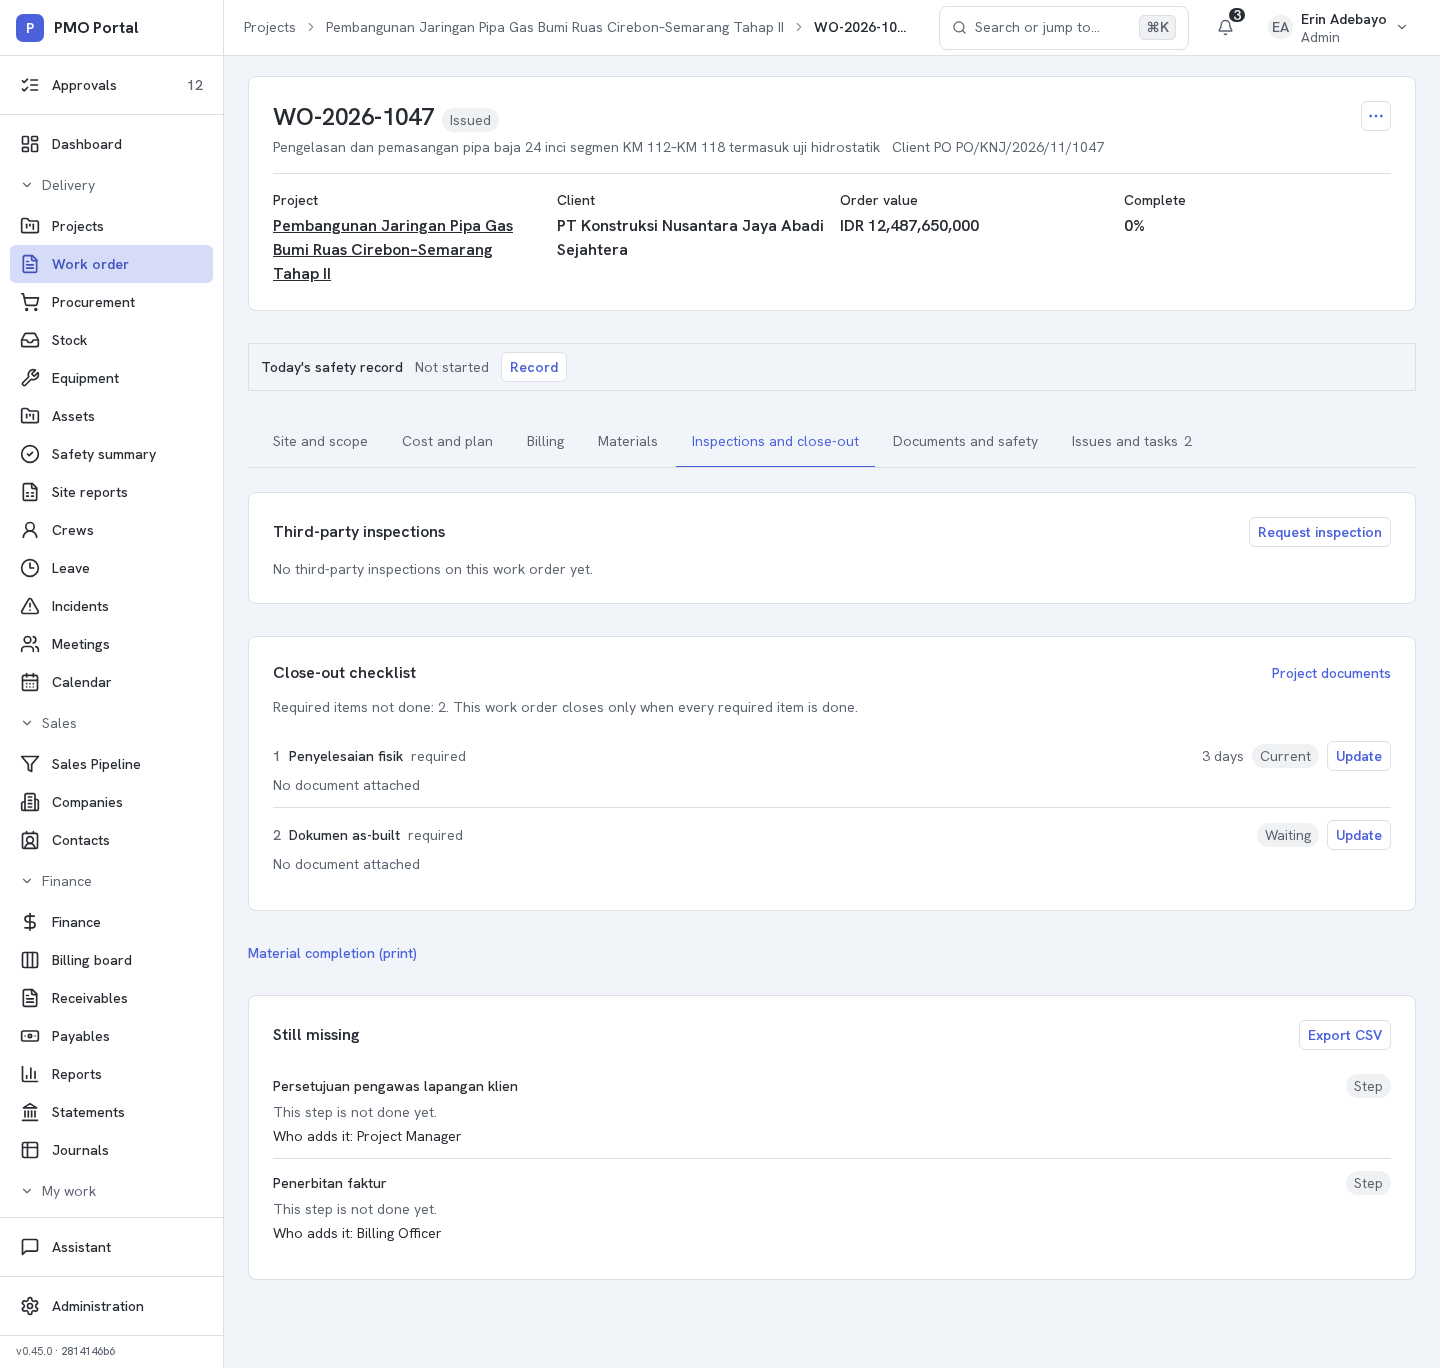 P PMO Portal
Projects > Pembangunan Jaringan Pipa Gas Bumi Ruas Cirebon–Semarang Tahap II > WO-2026-10...
Search or jump to... ⌘K
3
EA Erin Adebayo
Admin
Approvals 12
Dashboard
Delivery
Projects
Work order
Procurement
Stock
Equipment
Assets
Safety summary
Site reports
Crews
Leave
Incidents
Meetings
Calendar
Sales
Sales Pipeline
Companies
Contacts
Finance
Finance
Billing board
Receivables
Payables
Reports
Statements
Journals
My work
Assistant
Administration
v0.45.0 · 2814146b6
WO-2026-1047 Issued
Pengelasan dan pemasangan pipa baja 24 inci segmen KM 112–KM 118 termasuk uji hidrostatik Client PO PO/KNJ/2026/11/1047
Project
Pembangunan Jaringan Pipa Gas
Bumi Ruas Cirebon–Semarang
Tahap II
Client
PT Konstruksi Nusantara Jaya Abadi
Sejahtera
Order value
IDR 12,487,650,000
Complete
0%
Today's safety record Not started Record
Site and scope Cost and plan Billing Materials Inspections and close-out Documents and safety Issues and tasks 2
Third-party inspections Request inspection
No third-party inspections on this work order yet.
Close-out checklist Project documents
Required items not done: 2. This work order closes only when every required item is done.
1 Penyelesaian fisik required 3 days Current Update
No document attached
2 Dokumen as-built required Waiting Update
No document attached
Material completion (print)
Still missing Export CSV
Persetujuan pengawas lapangan klien Step
This step is not done yet.
Who adds it: Project Manager
Penerbitan faktur Step
This step is not done yet.
Who adds it: Billing Officer